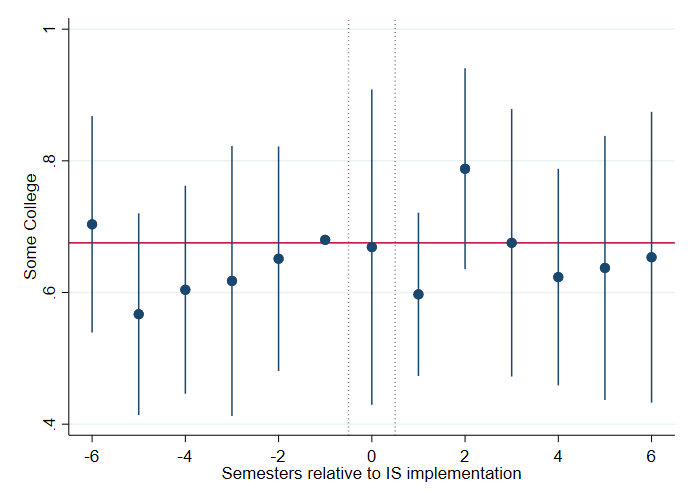 Some College
1
.8
.6
.4
-6 -4 -2 0 2 4 6
Semesters relative to IS implementation